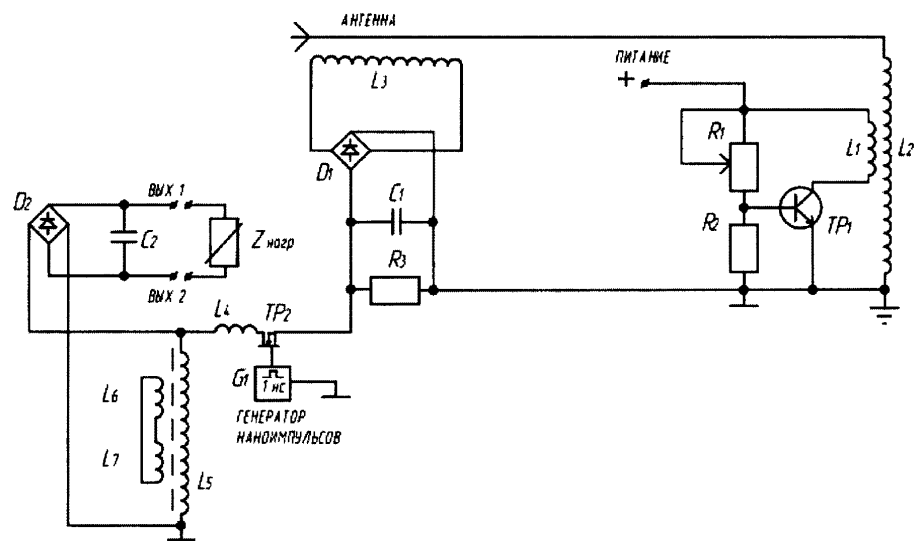 АНТЕННА
L3
ПИТАНИЕ
+
R1
L1
L2
D1
ВЫХ 1
C1
D2
C2
Z нагр
R2
TP1
R3
ВЫХ 2
L4
TP2
G1
1 нс
ГЕНЕРАТОР
НАНОИМПУЛЬСОВ
L6
L7
L5